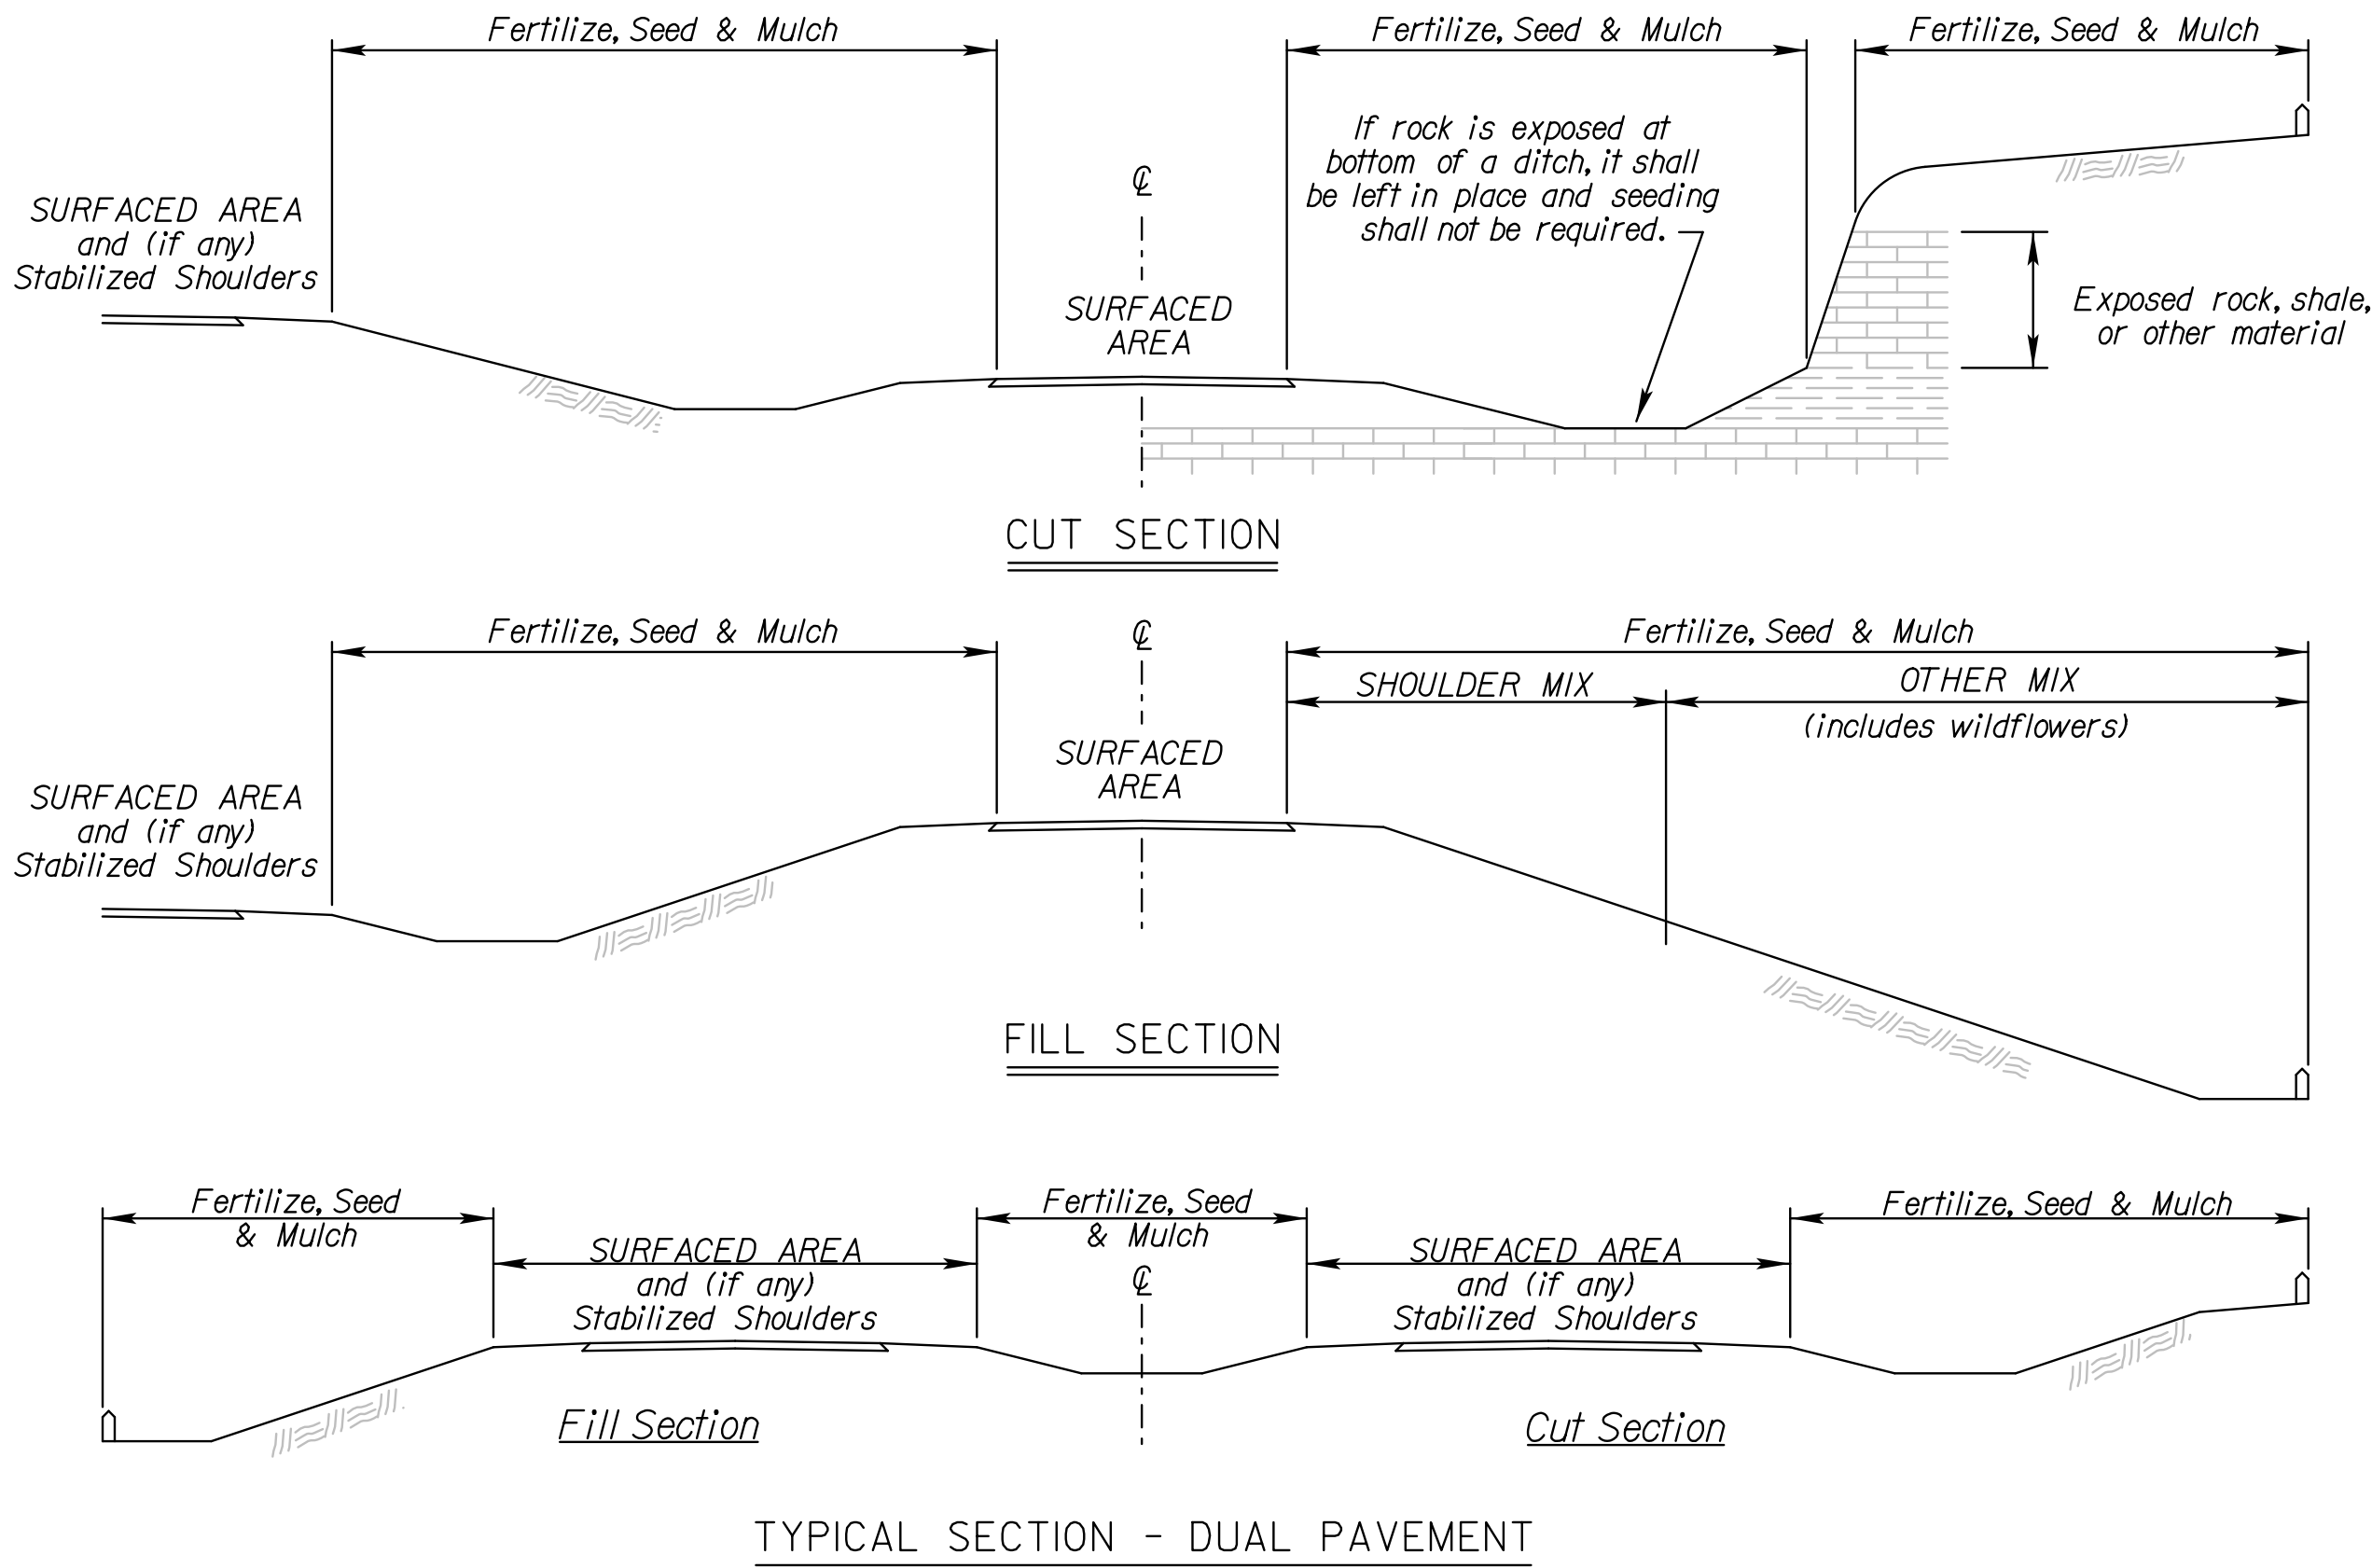 Fertilize, Seed & Mulch
Fertilize, Seed & Mulch
Fertilize, Seed & Mulch
If rock is exposed at
bottom of a ditch, it shall
be left in place and seeding
shall not be required.
SURFACED AREA
and (if any)
Stabilized Shoulders
℄
SURFACED
AREA
Exposed rock, shale,
or other material
CUT SECTION
Fertilize, Seed & Mulch
℄
Fertilize, Seed & Mulch
SHOULDER MIX
OTHER MIX
(includes wildflowers)
SURFACED
AREA
SURFACED AREA
and (if any)
Stabilized Shoulders
FILL SECTION
Fertilize, Seed
& Mulch
Fertilize, Seed
& Mulch
Fertilize, Seed & Mulch
SURFACED AREA
and (if any)
Stabilized Shoulders
℄
SURFACED AREA
and (if any)
Stabilized Shoulders
Fill Section
Cut Section
TYPICAL SECTION - DUAL PAVEMENT